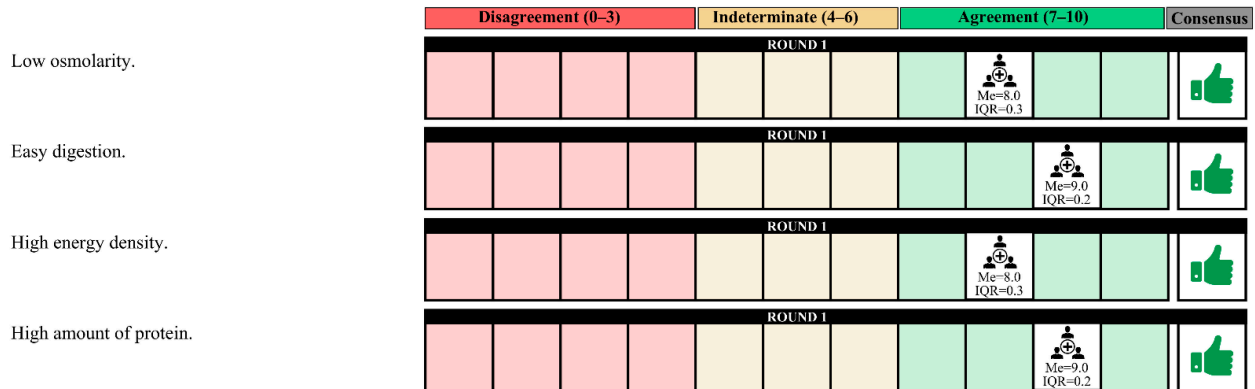 Disagreement (0–3) Indeterminate (4–6) Agreement (7–10) Consensus
ROUND 1
Low osmolarity.
Me=8.0
IQR=0.3
ROUND 1
Easy digestion.
Me=9.0
IQR=0.2
ROUND 1
High energy density.
Me=8.0
IQR=0.3
ROUND 1
High amount of protein.
Me=9.0
IQR=0.2